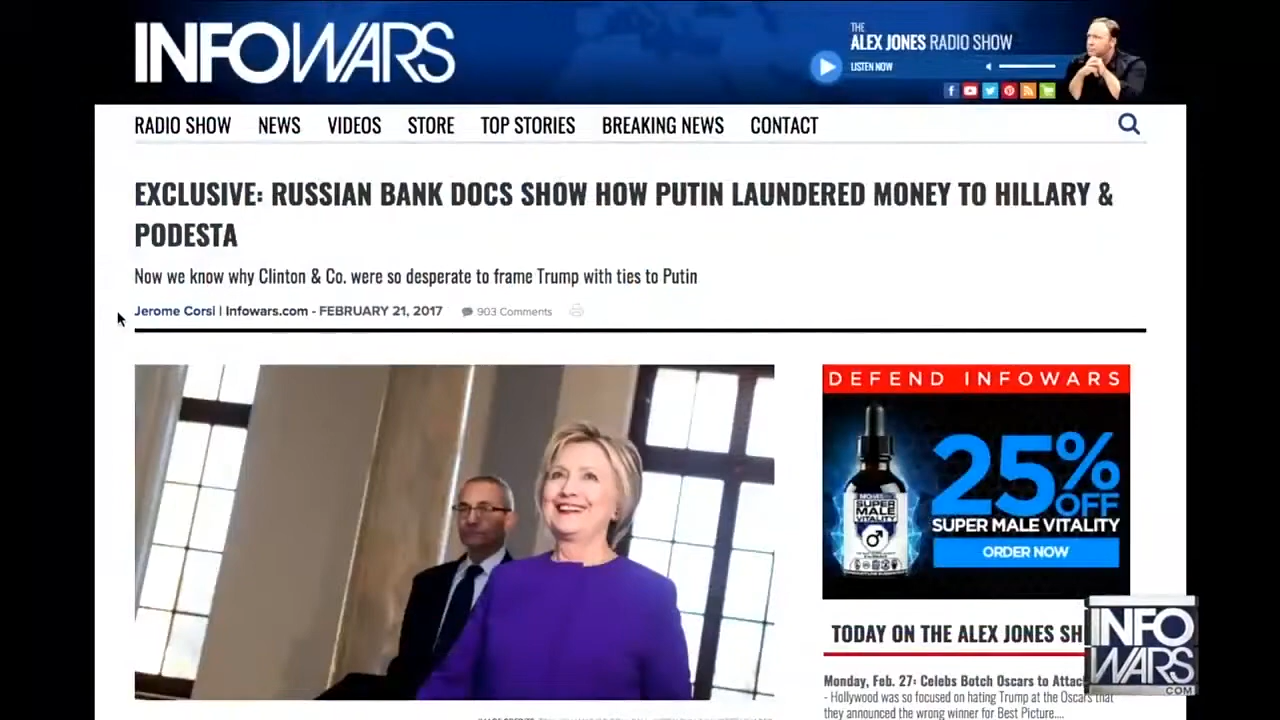 INFOWARS
THE
ALEX JONES RADIO SHOW
LISTEN NOW
RADIO SHOW NEWS VIDEOS STORE TOP STORIES BREAKING NEWS CONTACT
EXCLUSIVE: RUSSIAN BANK DOCS SHOW HOW PUTIN LAUNDERED MONEY TO HILLARY &
PODESTA
Now we know why Clinton & Co. were so desperate to frame Trump with ties to Putin
Jerome Corsi | Infowars.com - FEBRUARY 21, 2017 903 Comments
DEFEND INFOWARS
SUPER
MALE
VITALITY
25%
OFF
SUPER MALE VITALITY
ORDER NOW
TODAY ON THE ALEX JONES SH
Monday, Feb. 27: Celebs Botch Oscars to Attac
- Hollywood was so focused on hating Trump at the Oscars that
they announced the wrong winner for Best Picture....
INFO
WARS
.COM